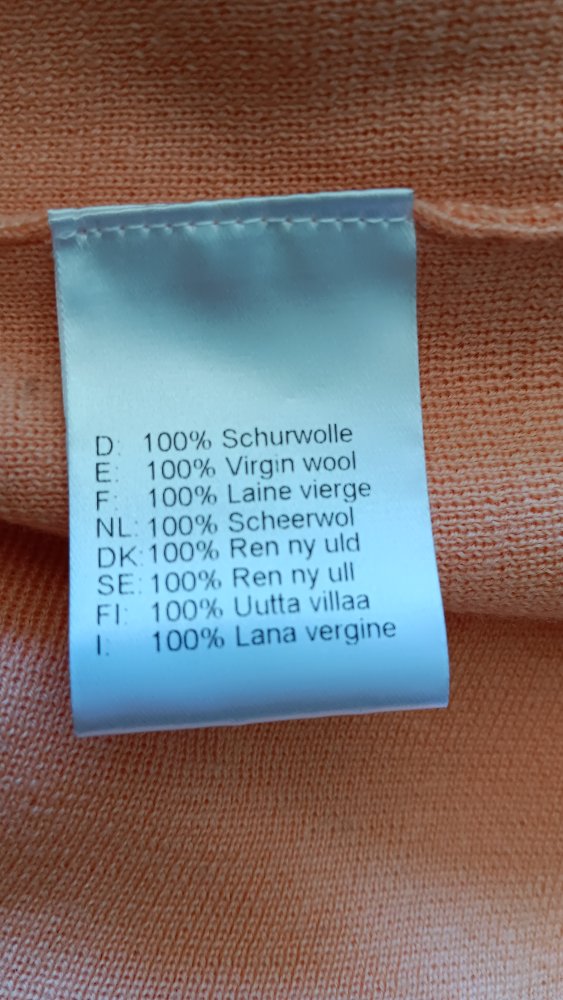 D: 100% Schurwolle
E: 100% Virgin wool
F: 100% Laine vierge
NL: 100% Scheerwol
DK: 100% Ren ny uld
SE: 100% Ren ny ull
FI: 100% Uutta villaa
I: 100% Lana vergine